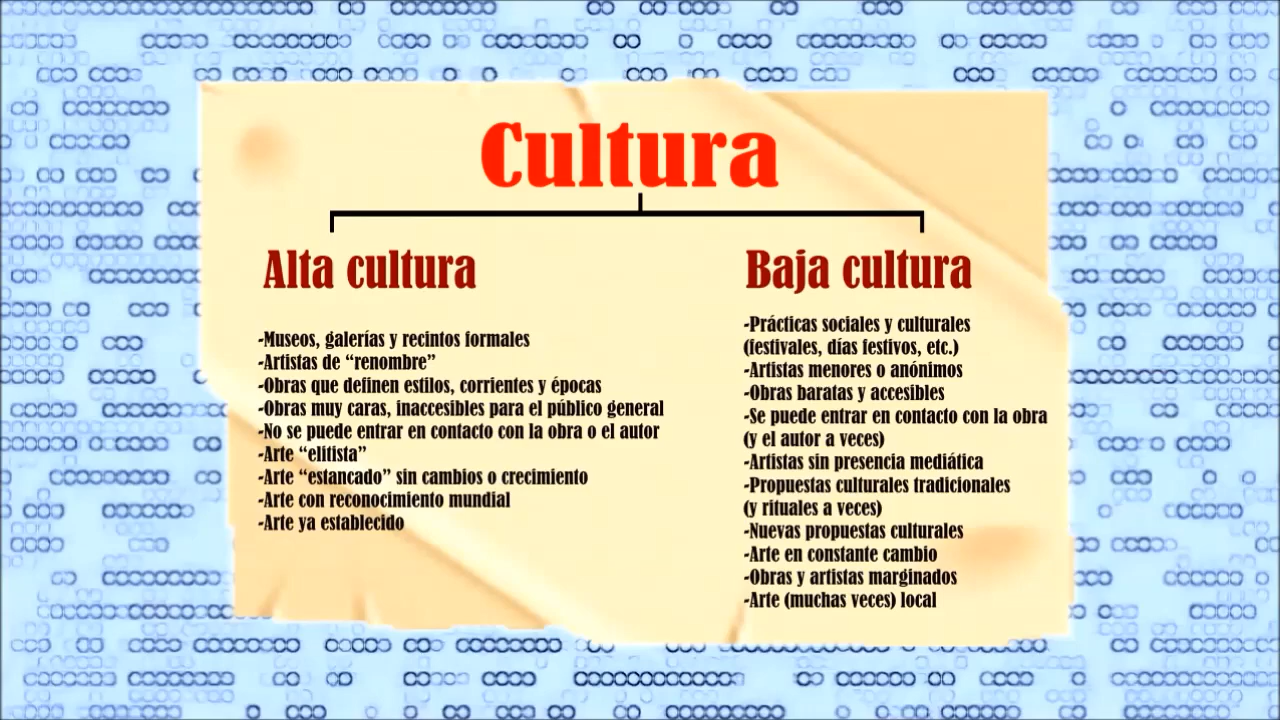 Cultura
Alta cultura
-Museos, galerías y recintos formales
-Artistas de “renombre”
-Obras que definen estilos, corrientes y épocas
-Obras muy caras, inaccesibles para el público general
-No se puede entrar en contacto con la obra o el autor
-Arte “elitista”
-Arte “estancado” sin cambios o crecimiento
-Arte con reconocimiento mundial
-Arte ya establecido
Baja cultura
-Prácticas sociales y culturales
(festivales, días festivos, etc.)
-Artistas menores o anónimos
-Obras baratas y accesibles
-Se puede entrar en contacto con la obra
(y el autor a veces)
-Artistas sin presencia mediática
-Propuestas culturales tradicionales
(y rituales a veces)
-Nuevas propuestas culturales
-Arte en constante cambio
-Obras y artistas marginados
-Arte (muchas veces) local